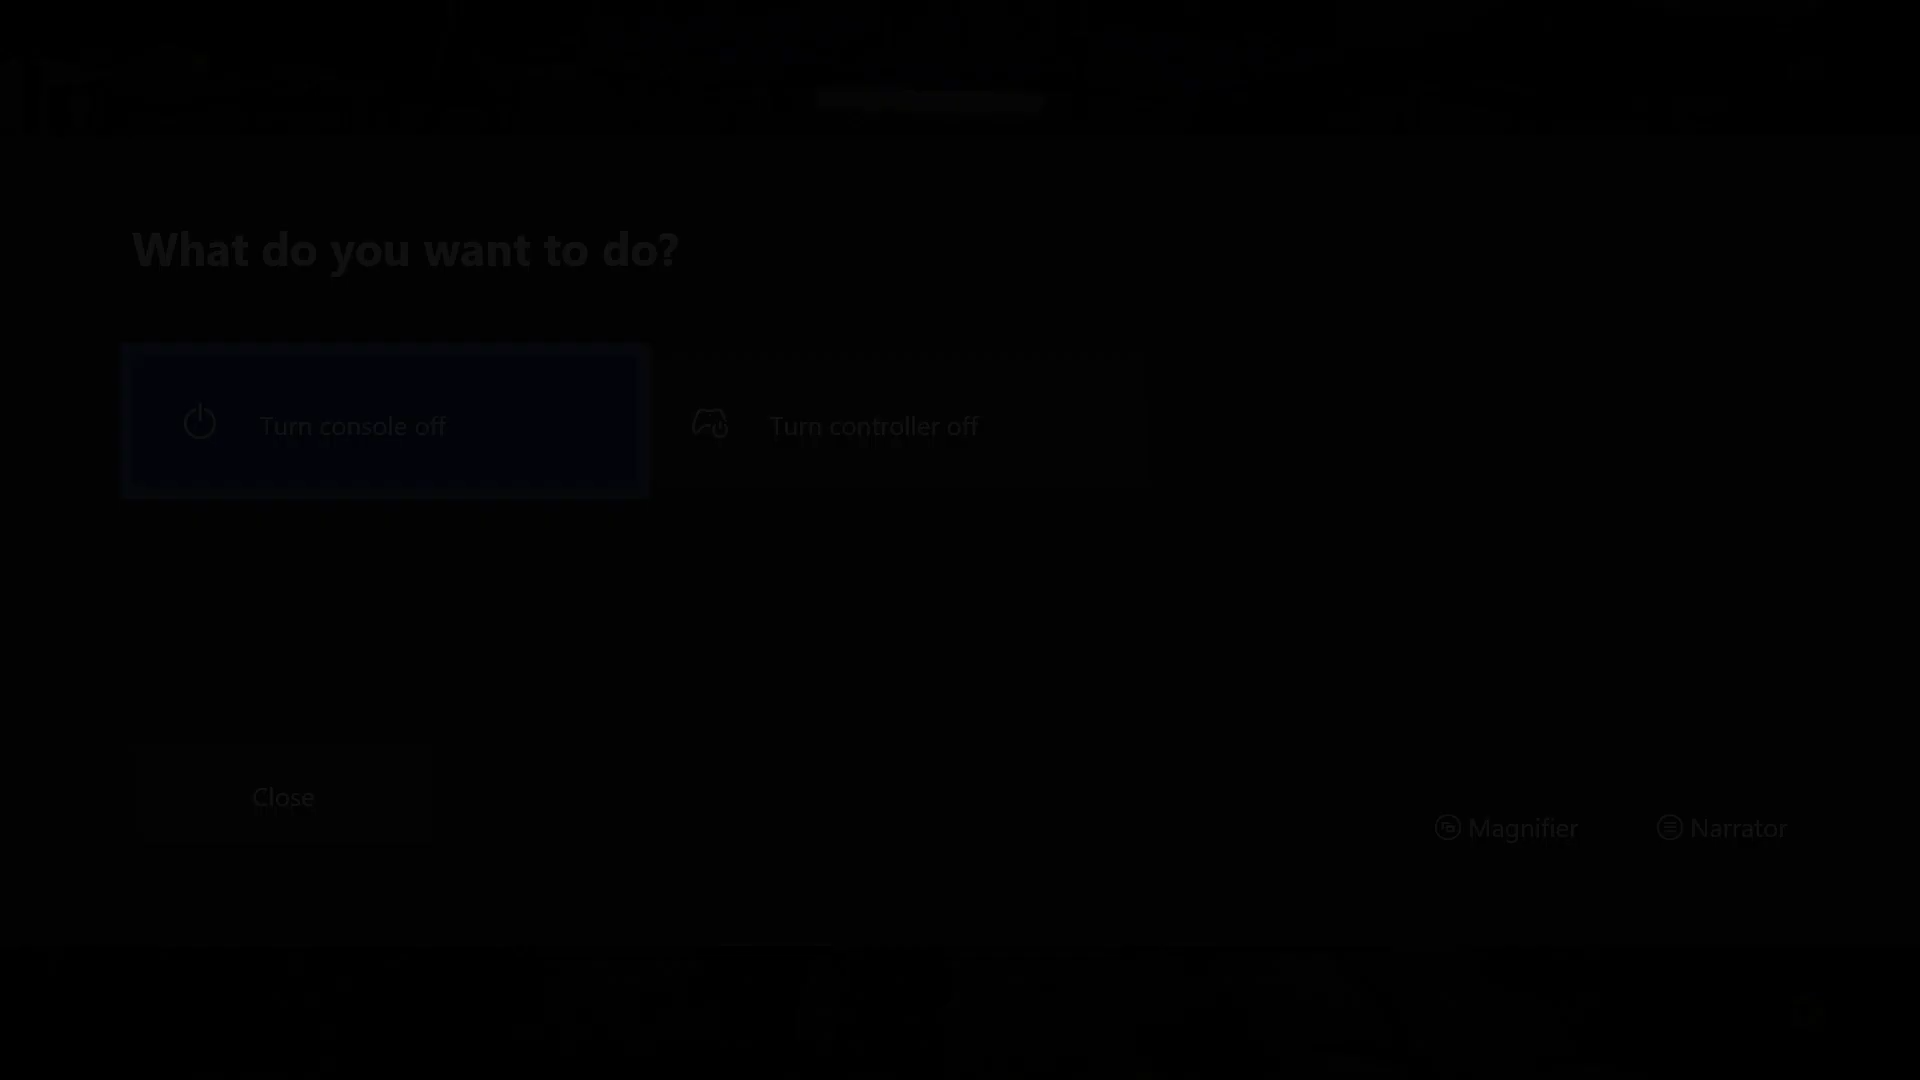 What do you want to do?
Turn console off
Turn controller off
Close
Magnifier
Narrator